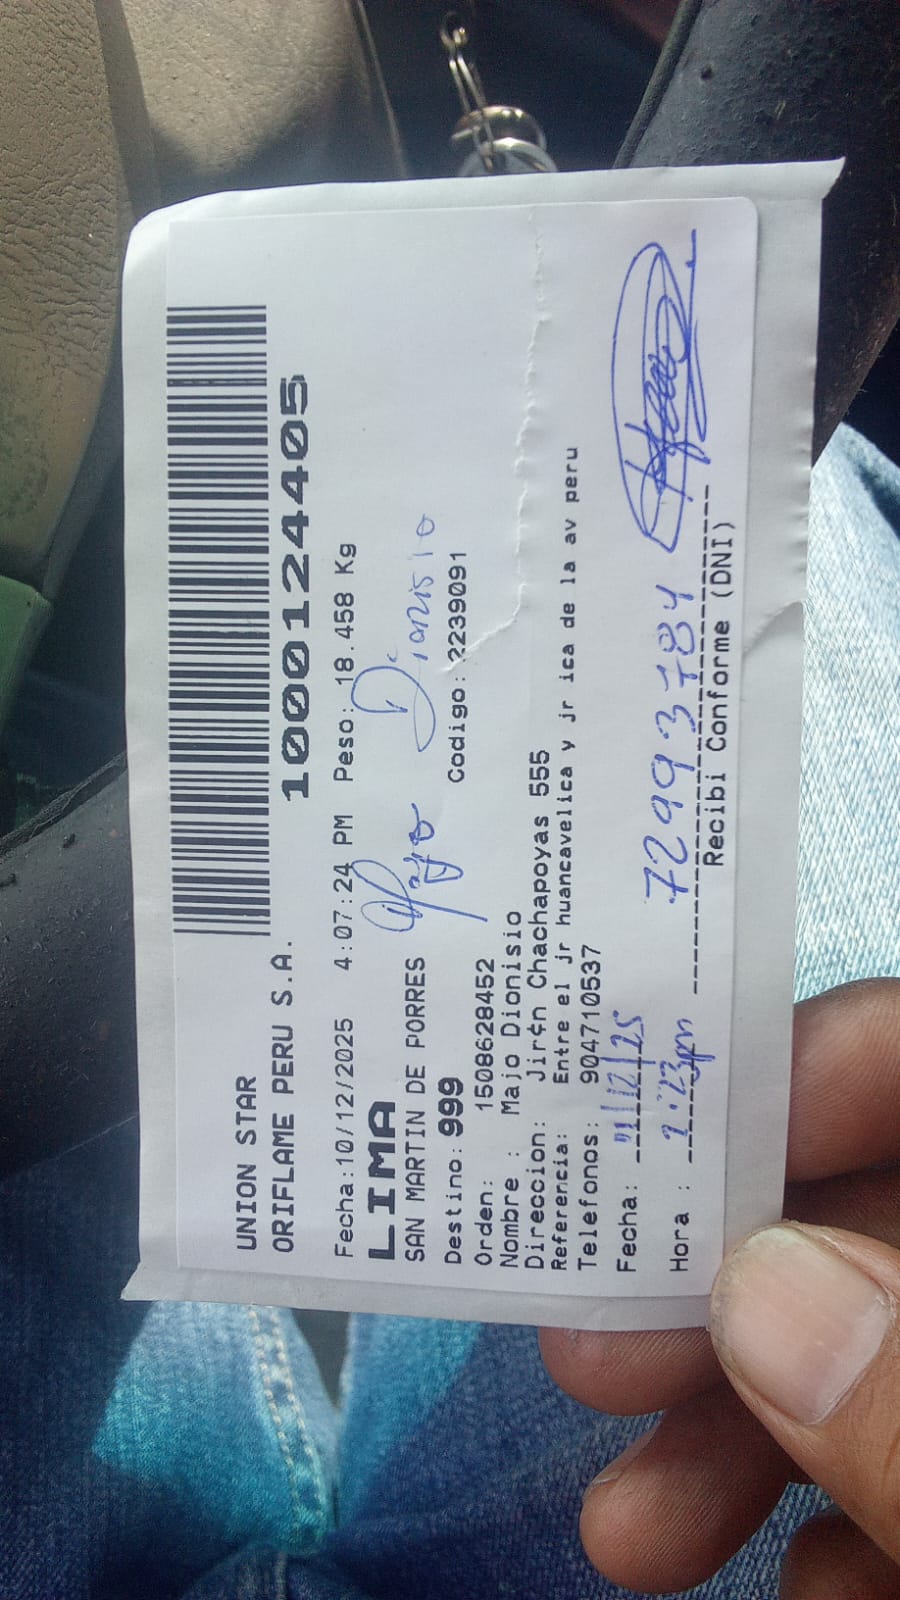 UNION STAR
ORIFLAME PERU S.A.
1000124405
Fecha:10/12/2025 4:07:24 PM Peso: 18.458 Kg
LIMA
SAN MARTIN DE PORRES
Majo Dionisio
Destino: 999 Codigo: 2239091
Orden: 1508628452
Nombre : Majo Dionisio
Direccion: Jir¢n Chachapoyas 555
Referencia: Entre el jr huancavelica y jr ica de la av peru
Telefonos: 904710537
Fecha: 11/12/25
Hora : :23pm
72993784
Recibi Conforme (DNI)